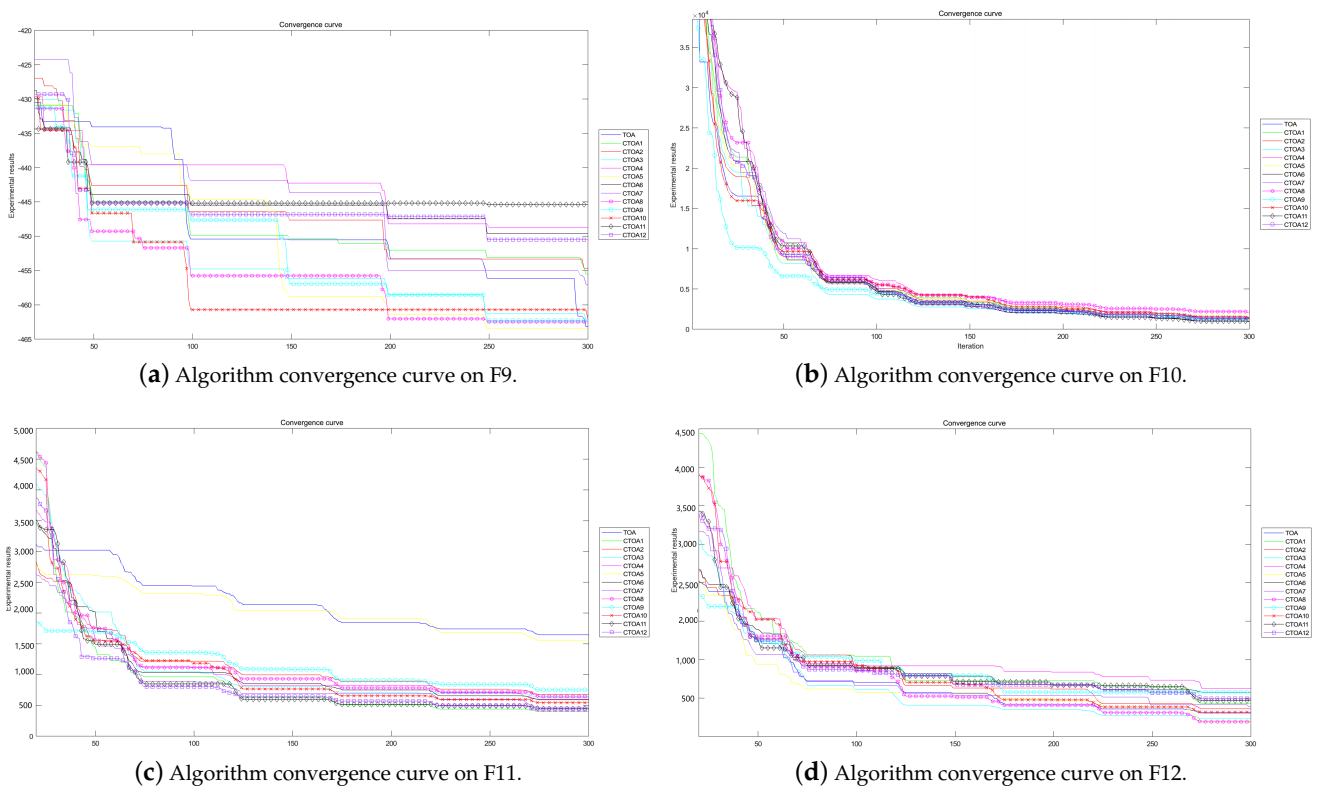 Convergence curve
-420
-425
-430
-435
-440
-445
-450
-455
-460
-465
50
100
150
200
250
300
Experimental results
TOA
CTOA1
CTOA2
CTOA3
CTOA4
CTOA5
CTOA6
CTOA7
CTOA8
CTOA9
CTOA10
CTOA11
CTOA12
(a) Algorithm convergence curve on F9.
×10⁴
Convergence curve
3.5
3
2.5
2
1.5
1
0.5
0
50
100
150
200
250
300
Experimental results
Iteration
TOA
CTOA1
CTOA2
CTOA3
CTOA4
CTOA5
CTOA6
CTOA7
CTOA8
CTOA9
CTOA10
CTOA11
CTOA12
(b) Algorithm convergence curve on F10.
Convergence curve
5,000
4,500
4,000
3,500
3,000
2,500
2,000
1,500
1,000
500
0
50
100
150
200
250
300
Experimental results
TOA
CTOA1
CTOA2
CTOA3
CTOA4
CTOA5
CTOA6
CTOA7
CTOA8
CTOA9
CTOA10
CTOA11
CTOA12
(c) Algorithm convergence curve on F11.
Convergence curve
4,500
4,000
3,500
3,000
2,500
2,000
1,000
500
50
100
150
200
250
300
Experimental results
TOA
CTOA1
CTOA2
CTOA3
CTOA4
CTOA5
CTOA6
CTOA7
CTOA8
CTOA9
CTOA10
CTOA11
CTOA12
(d) Algorithm convergence curve on F12.